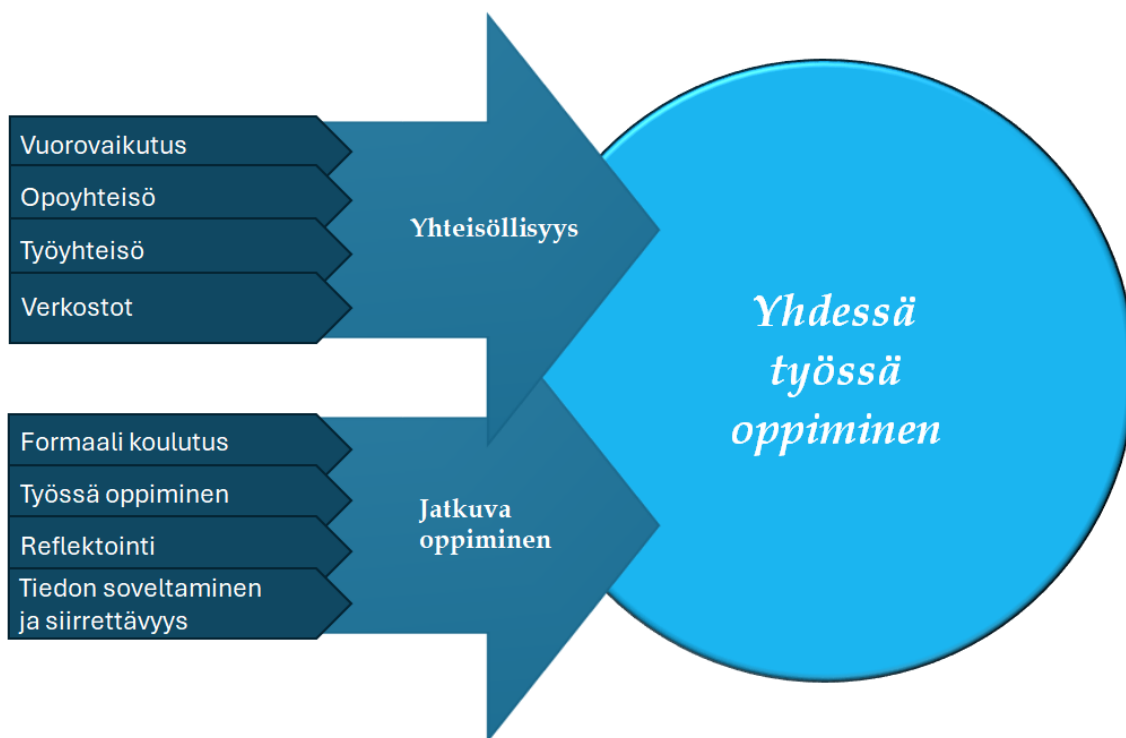 Vuorovaikutus
Opoyhteisö
Työyhteisö
Verkostot
Yhteisöllisyys
Formaali koulutus
Työssä oppiminen
Reflektointi
Tiedon soveltaminen
ja siirrettävyys
Jatkuva
oppiminen
Yhdessä
työssä
oppiminen